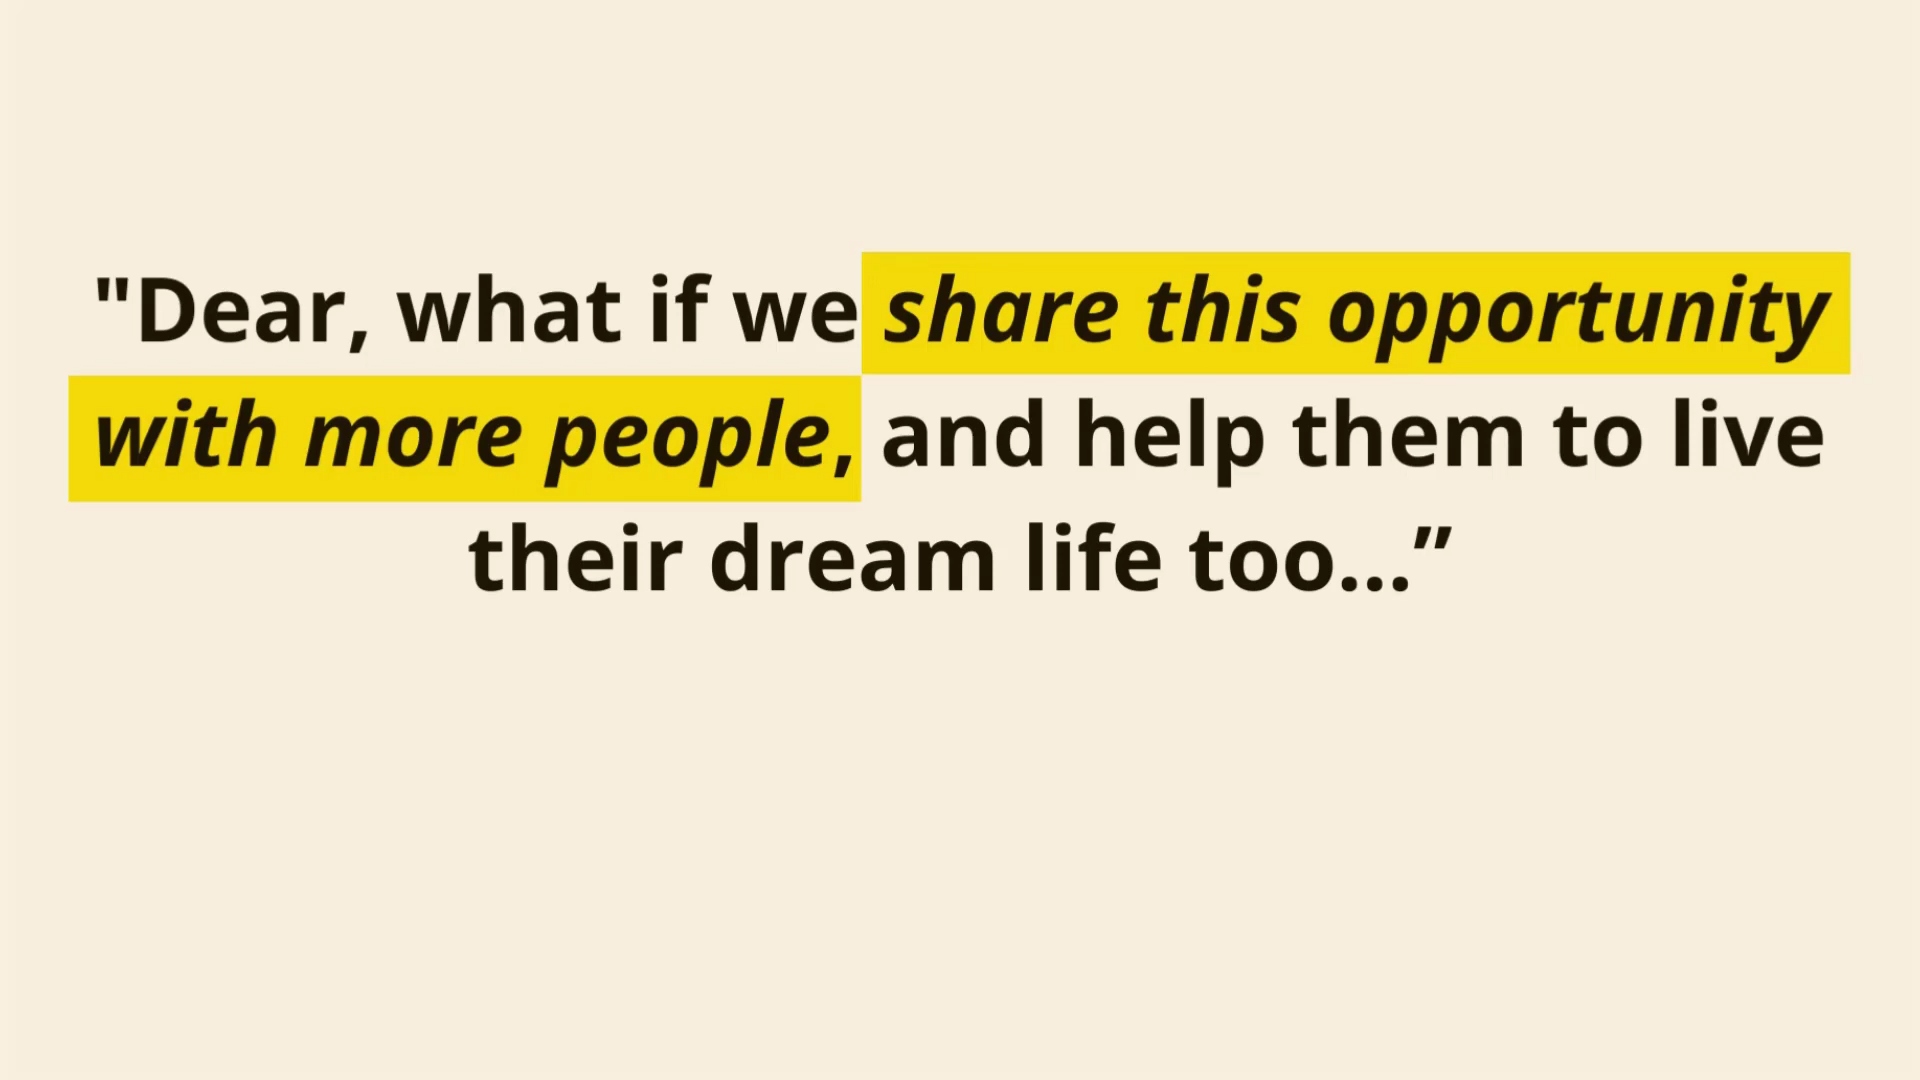 "Dear, what if we share this opportunity
with more people, and help them to live
their dream life too...”